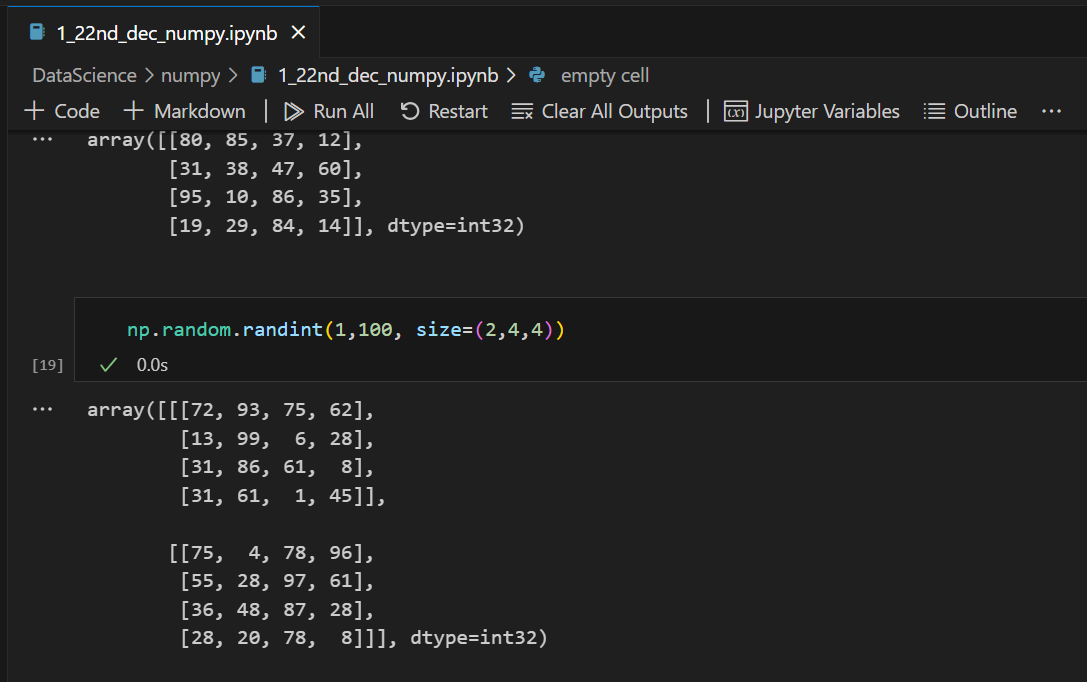 1_22nd_dec_numpy.ipynb
DataScience > numpy > 1_22nd_dec_numpy.ipynb > empty cell
Code Markdown Run All Restart Clear All Outputs Jupyter Variables Outline ...
... array([[80, 85, 37, 12],
[31, 38, 47, 60],
[95, 10, 86, 35],
[19, 29, 84, 14]], dtype=int32)
np.random.randint(1,100, size=(2,4,4))
[19] ✓ 0.0s
... array([[[72, 93, 75, 62],
[13, 99,  6, 28],
[31, 86, 61,  8],
[31, 61,  1, 45]],
[[75,  4, 78, 96],
[55, 28, 97, 61],
[36, 48, 87, 28],
[28, 20, 78,  8]]], dtype=int32)